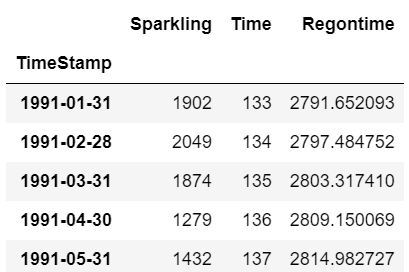 Sparkling Time Regontime
TimeStamp
1991-01-31 1902 133 2791.652093
1991-02-28 2049 134 2797.484752
1991-03-31 1874 135 2803.317410
1991-04-30 1279 136 2809.150069
1991-05-31 1432 137 2814.982727